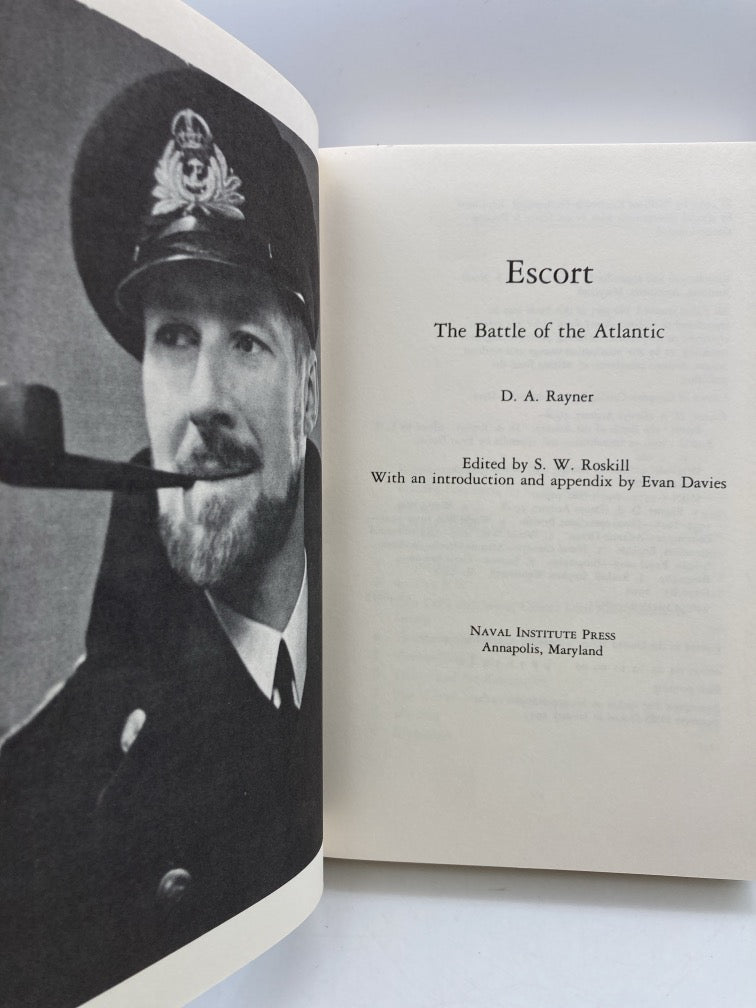 Escort
The Battle of the Atlantic
D. A. Rayner
Edited by S. W. Roskill
With an introduction and appendix by Evan Davies
NAVAL INSTITUTE PRESS
Annapolis, Maryland